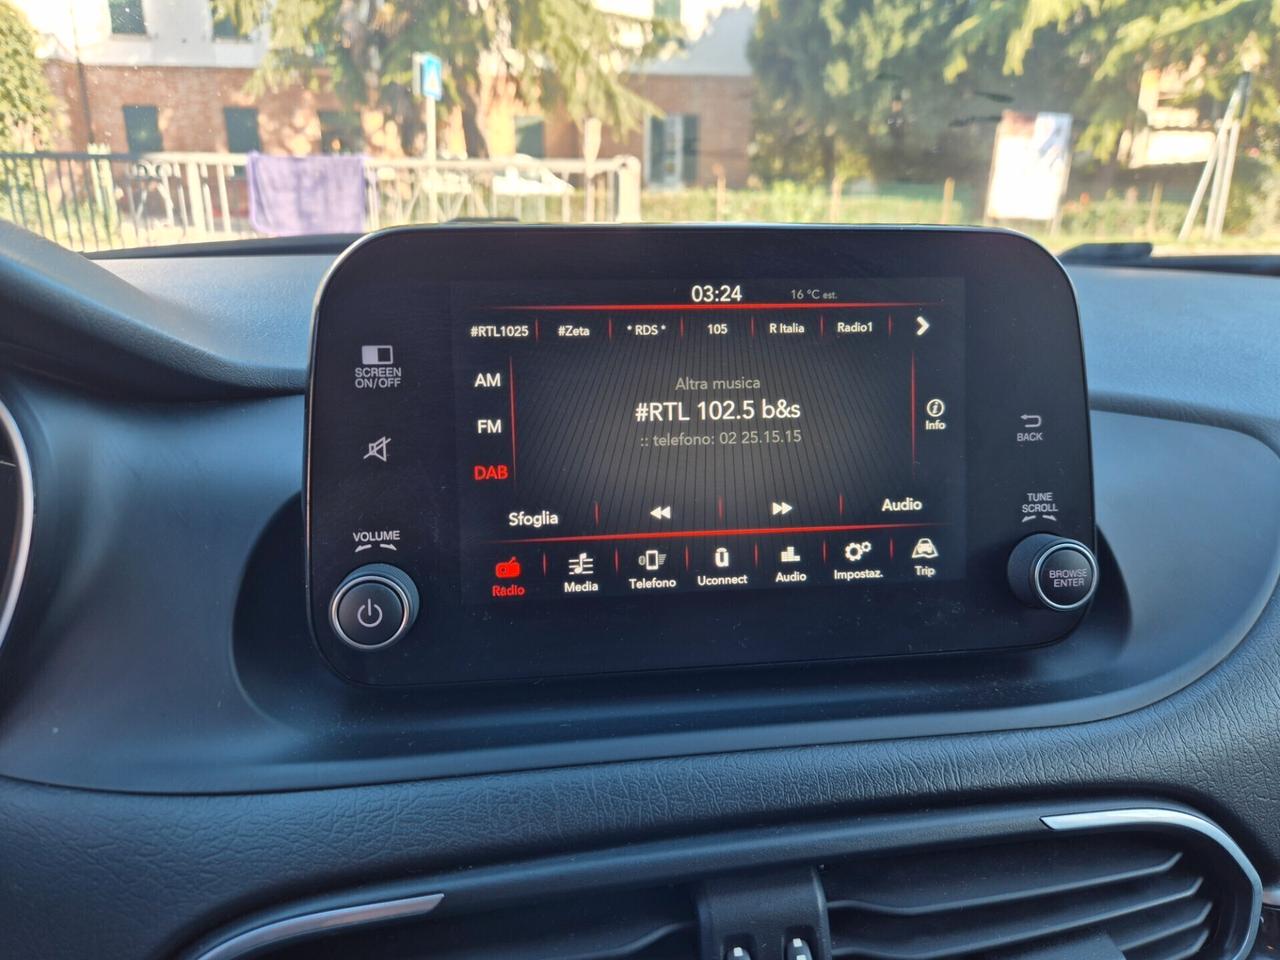 03:24 16 °C est.
#RTL1025 #Zeta * RDS * 105 R Italia Radio1
SCREEN
ON/OFF
AM
FM
DAB
Altra musica
#RTL 102.5 b&s
:: telefono: 02 25.15.15
Info
BACK
TUNE
SCROLL
Sfoglia Audio
VOLUME
Radio Media Telefono Uconnect Audio Impostaz. Trip
BROWSE
ENTER